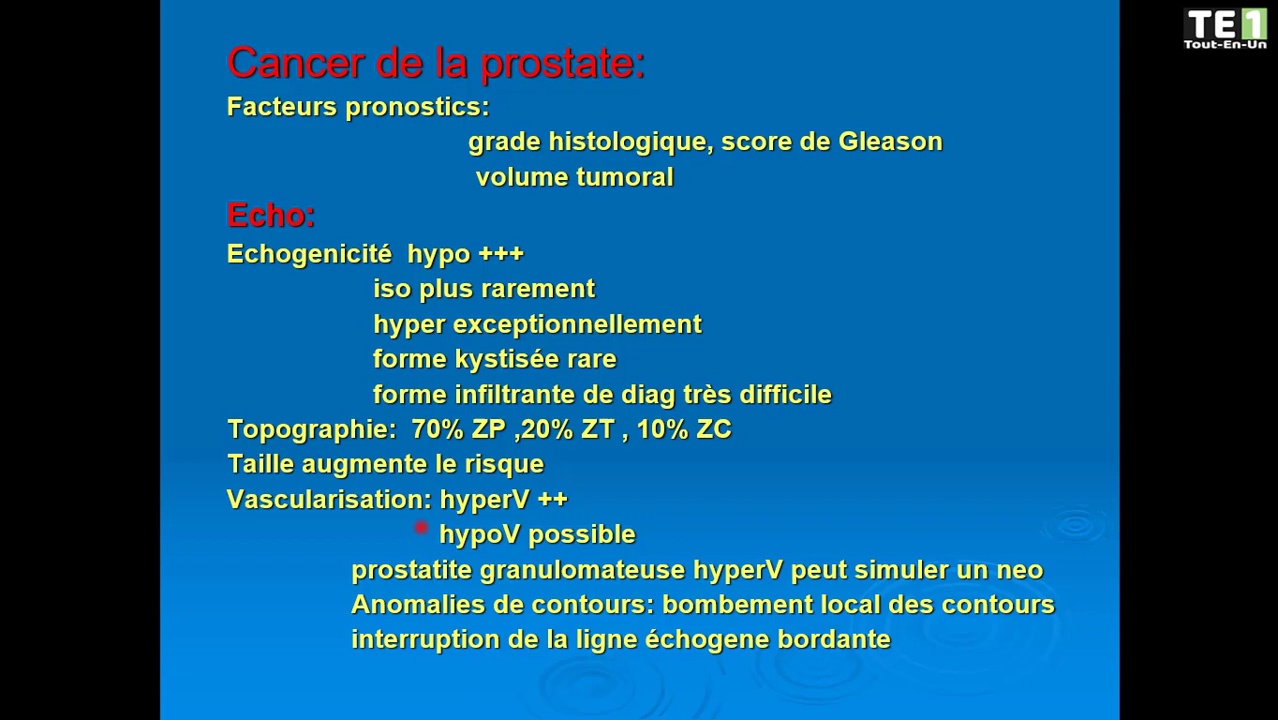 TE1
Tout-En-Un
Cancer de la prostate:
Facteurs pronostics:
grade histologique, score de Gleason
volume tumoral
Echo:
Echogenicité hypo +++
iso plus rarement
hyper exceptionnellement
forme kystisée rare
forme infiltrante de diag très difficile
Topographie: 70% ZP ,20% ZT , 10% ZC
Taille augmente le risque
Vascularisation: hyperV ++
hypoV possible
prostatite granulomateuse hyperV peut simuler un neo
Anomalies de contours: bombement local des contours
interruption de la ligne échogene bordante